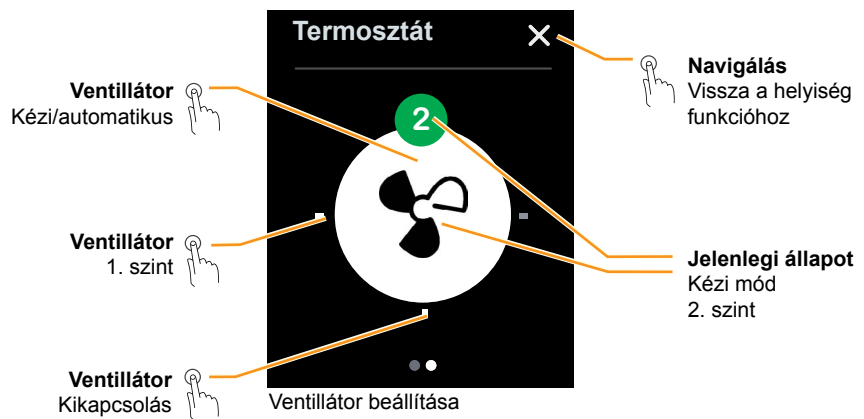 Termosztát
Ventillátor
Kézi/automatikus
Navigálás
Vissza a helyiség
funkcióhoz
2
Ventillátor
1. szint
Jelenlegi állapot
Kézi mód
2. szint
Ventillátor
Kikapcsolás
Ventillátor beállítása